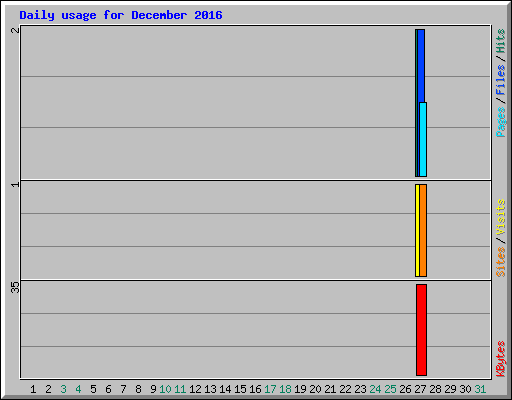 Daily usage for December 2016
2
Pages/Files/Hits
1
Sites/Visits
35
KBytes
1 2 3 4 5 6 7 8 9 10 11 12 13 14 15 16 17 18 19 20 21 22 23 24 25 26 27 28 29 30 31